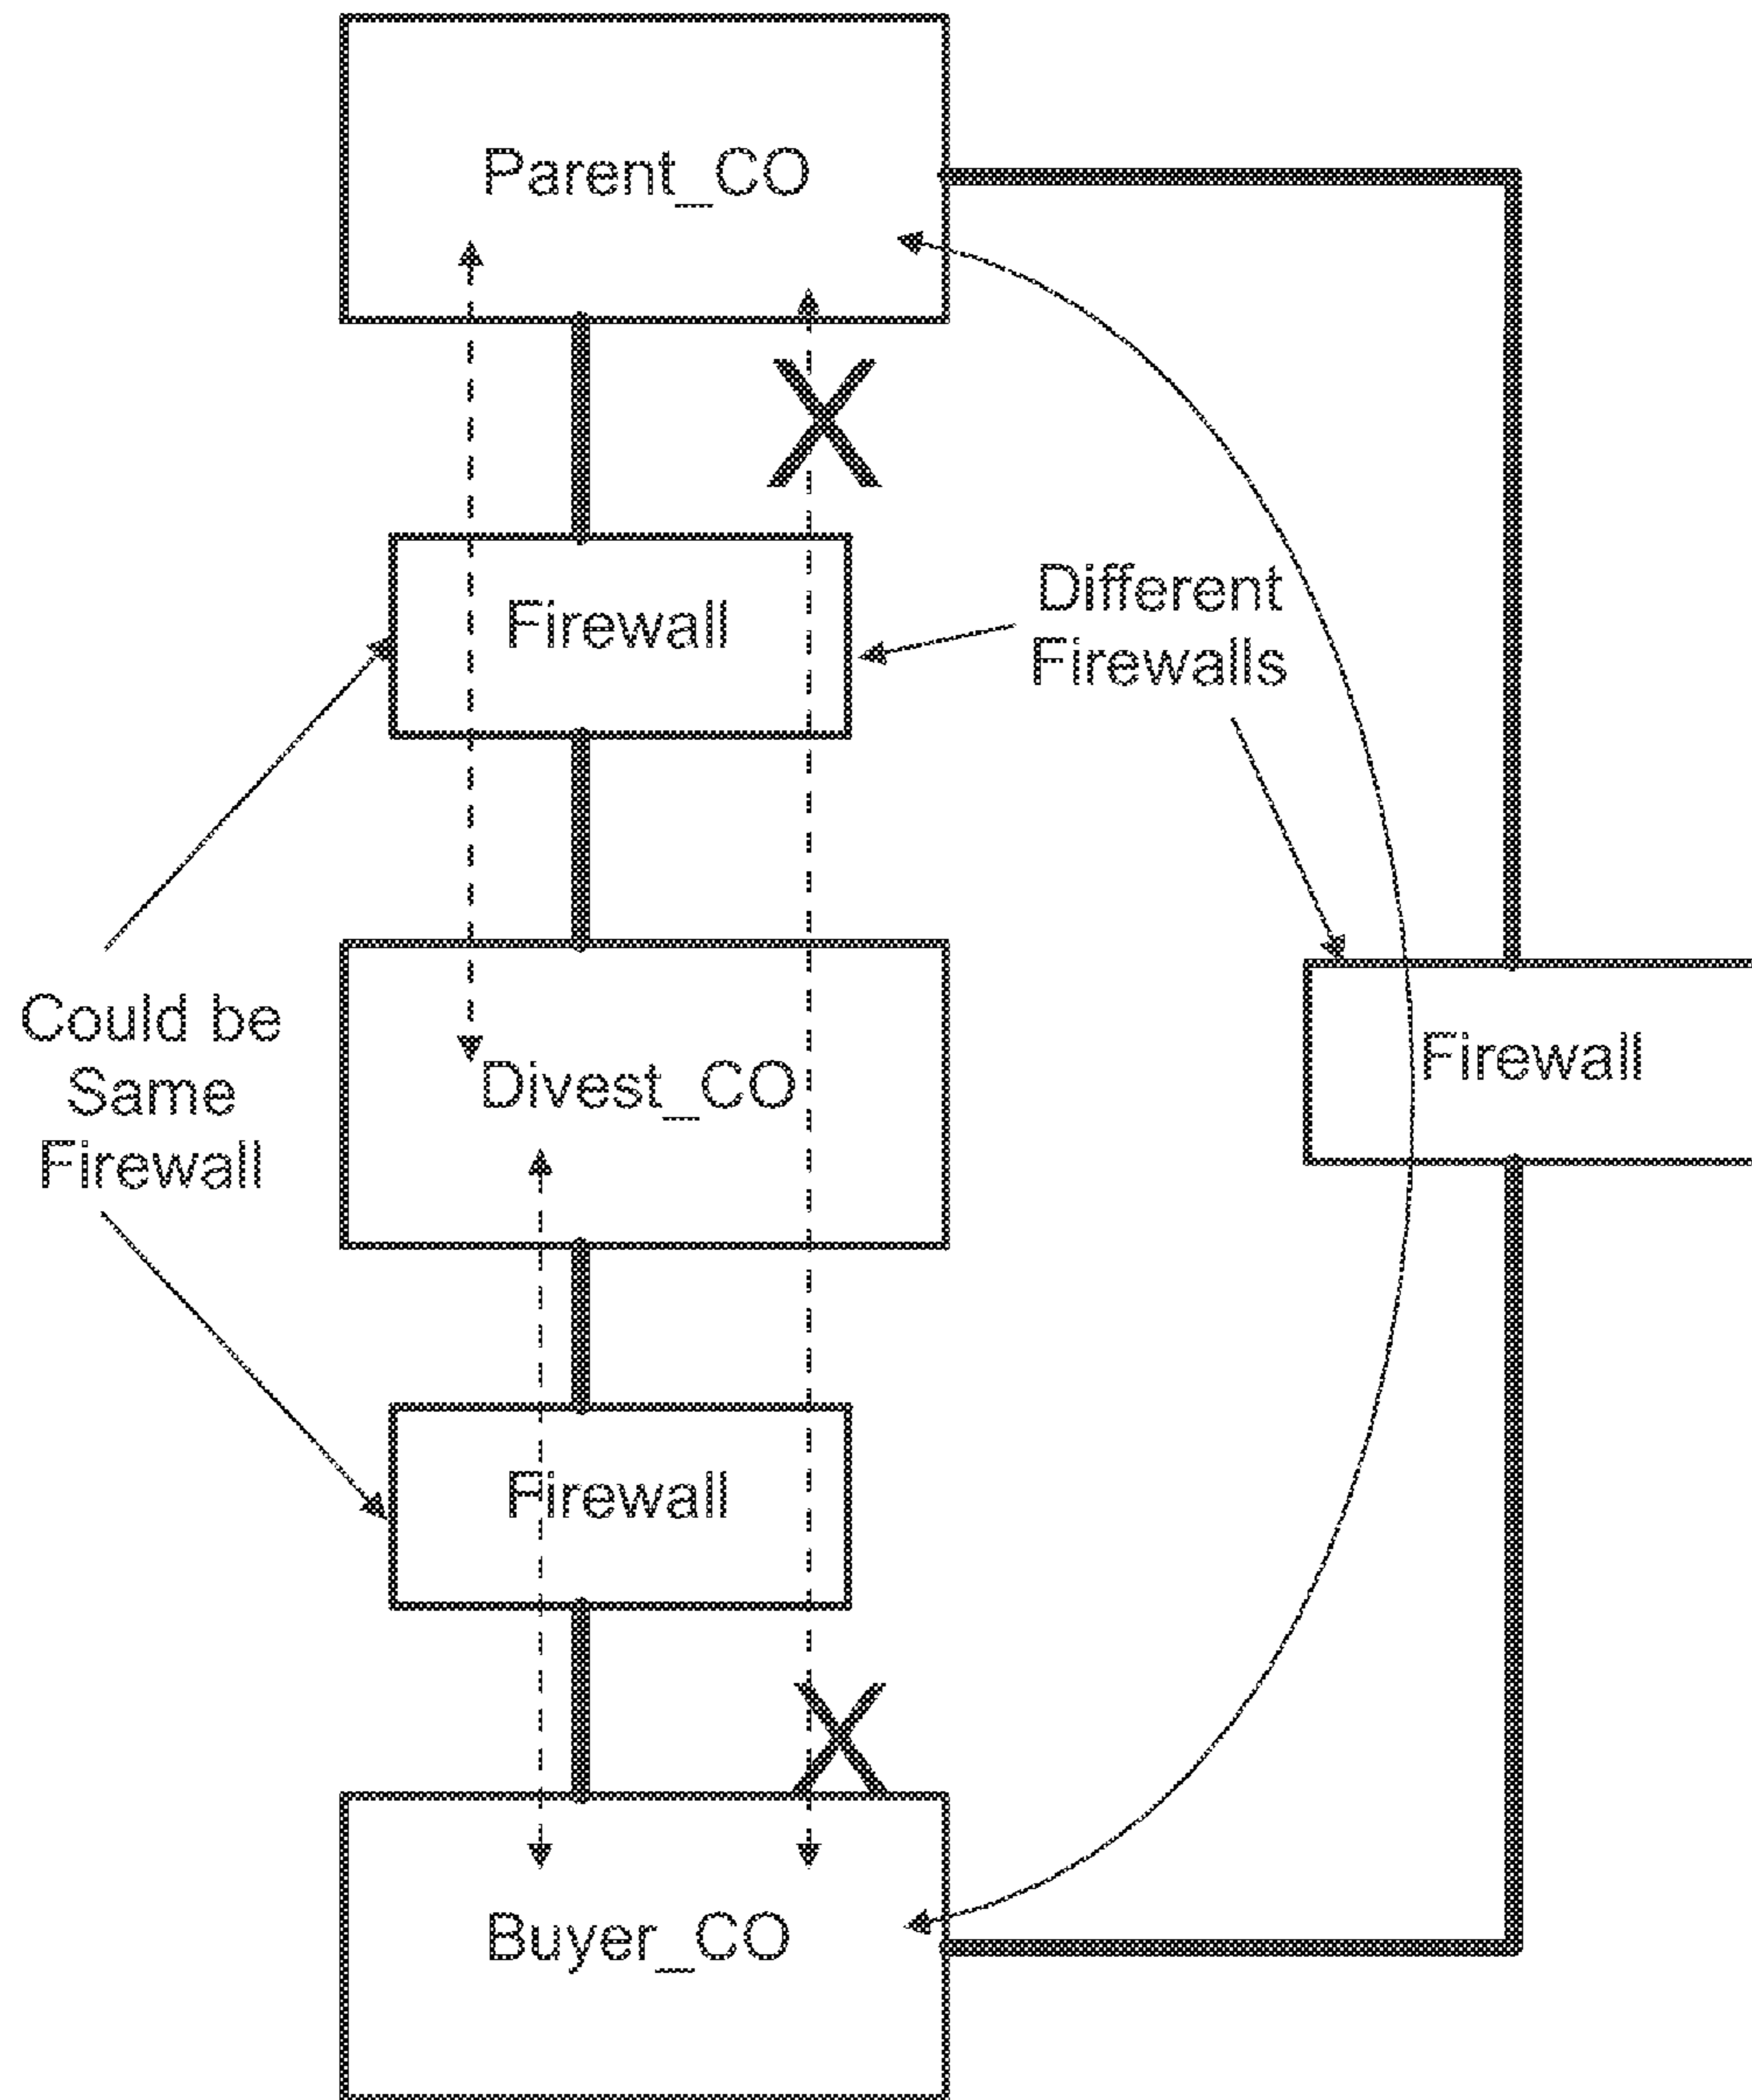 Parent_CO
X
Firewall
Different
Firewalls
Could be
Same
Firewall
Divest_CO
Firewall
Firewall
X
Buyer_CO